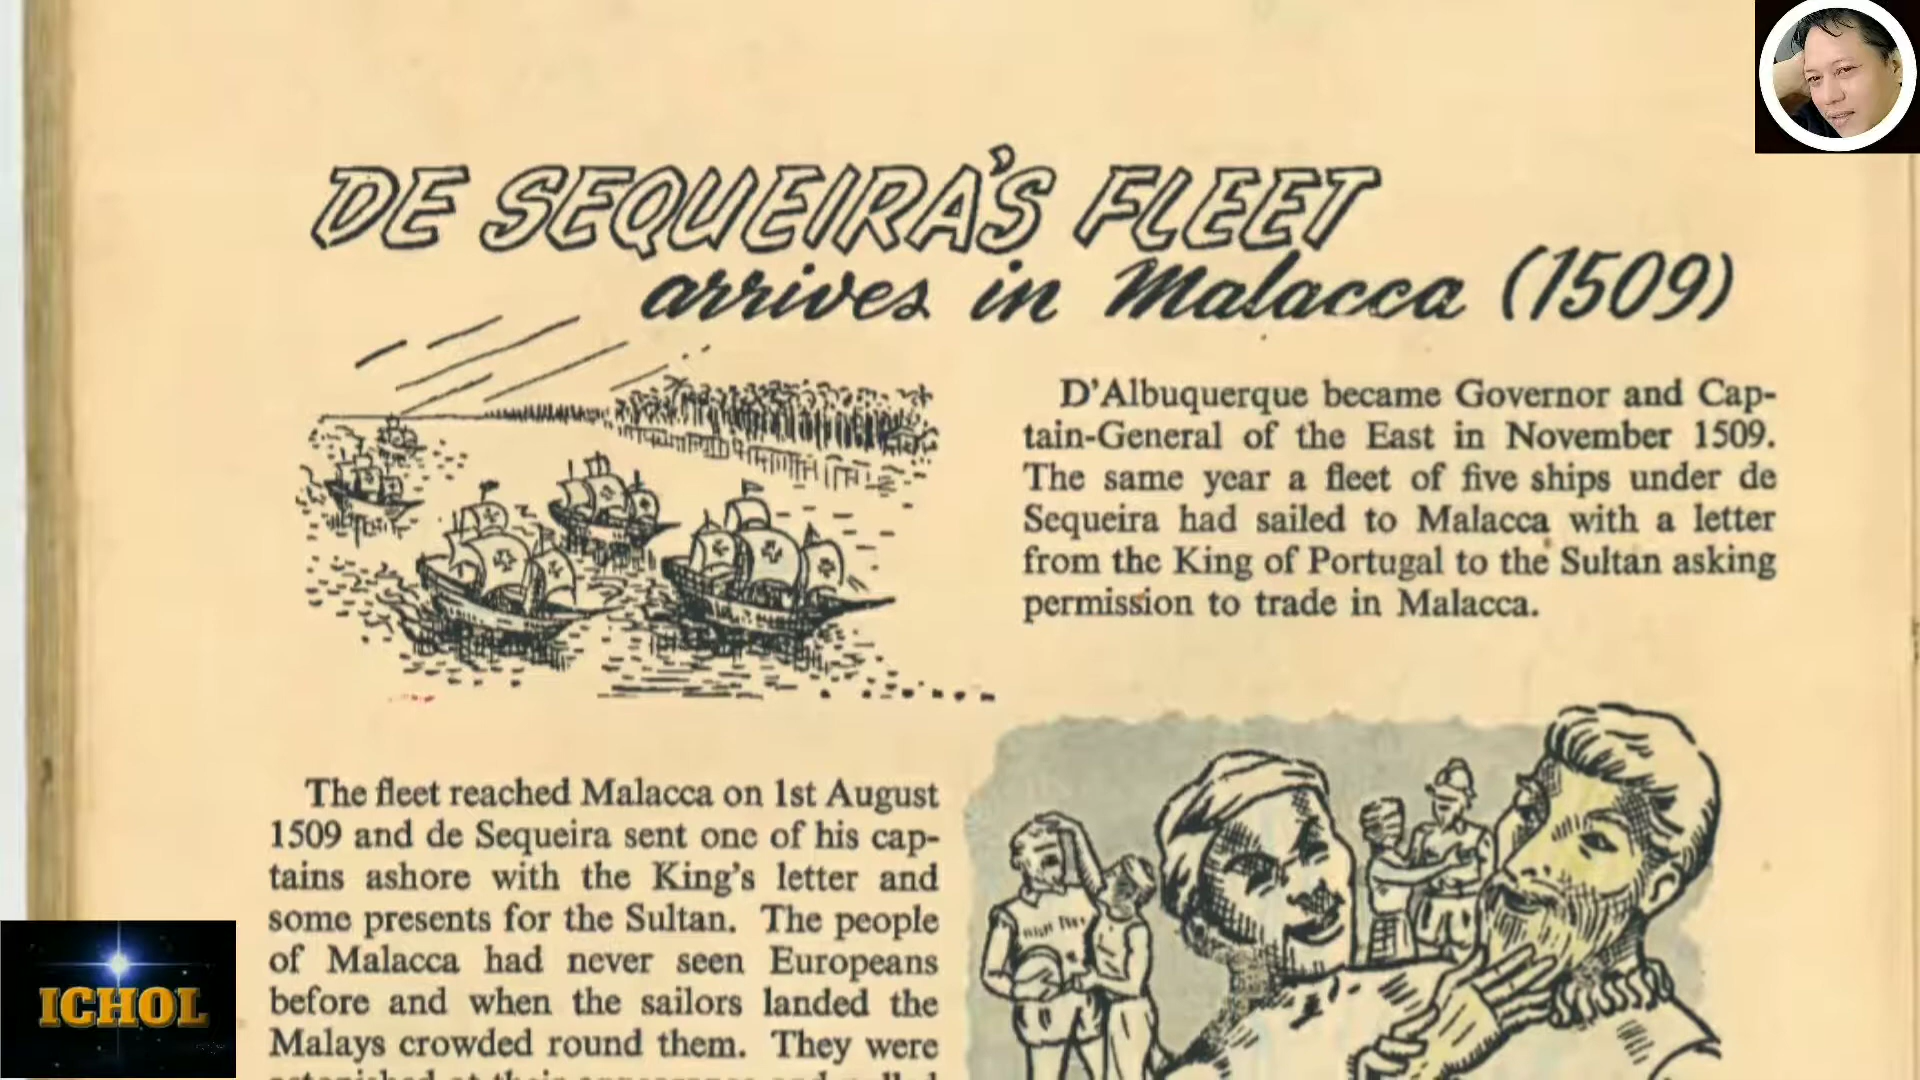 DE SEQUEIRA'S FLEET
arrives in Malacca (1509)
D'Albuquerque became Governor and Cap-
tain-General of the East in November 1509.
The same year a fleet of five ships under de
Sequeira had sailed to Malacca with a letter
from the King of Portugal to the Sultan asking
permission to trade in Malacca.
The fleet reached Malacca on 1st August
1509 and de Sequeira sent one of his cap-
tains ashore with the King's letter and
some presents for the Sultan. The people
of Malacca had never seen Europeans
before and when the sailors landed the
Malays crowded round them. They were
ICHOL